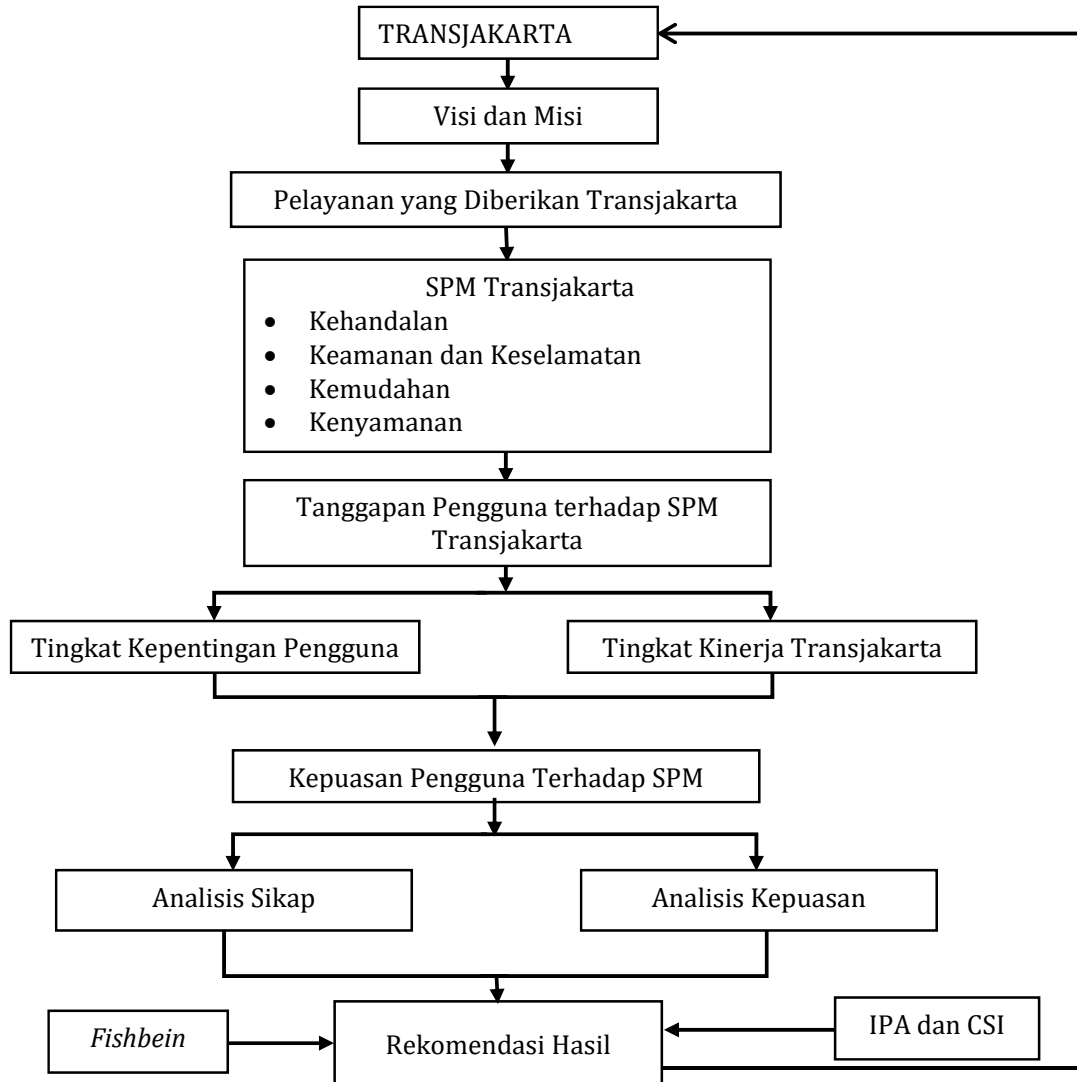 TRANSJAKARTA
Visi dan Misi
Pelayanan yang Diberikan Transjakarta
SPM Transjakarta
• Kehandalan
• Keamanan dan Keselamatan
• Kemudahan
• Kenyamanan
Tanggapan Pengguna terhadap SPM
Transjakarta
Tingkat Kepentingan Pengguna
Tingkat Kinerja Transjakarta
Kepuasan Pengguna Terhadap SPM
Analisis Sikap
Analisis Kepuasan
Fishbein
Rekomendasi Hasil
IPA dan CSI